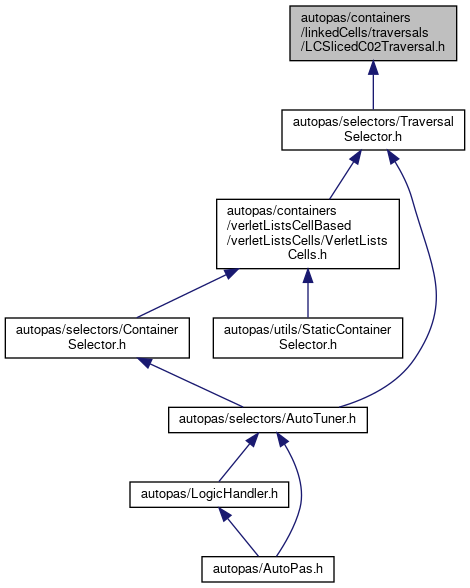 autopas/containers
/linkedCells/traversals
/LCSlicedC02Traversal.h
autopas/selectors/Traversal
Selector.h
autopas/containers
/verletListsCellBased
/verletListsCells/VerletLists
Cells.h
autopas/selectors/Container
Selector.h
autopas/utils/StaticContainer
Selector.h
autopas/selectors/AutoTuner.h
autopas/LogicHandler.h
autopas/AutoPas.h